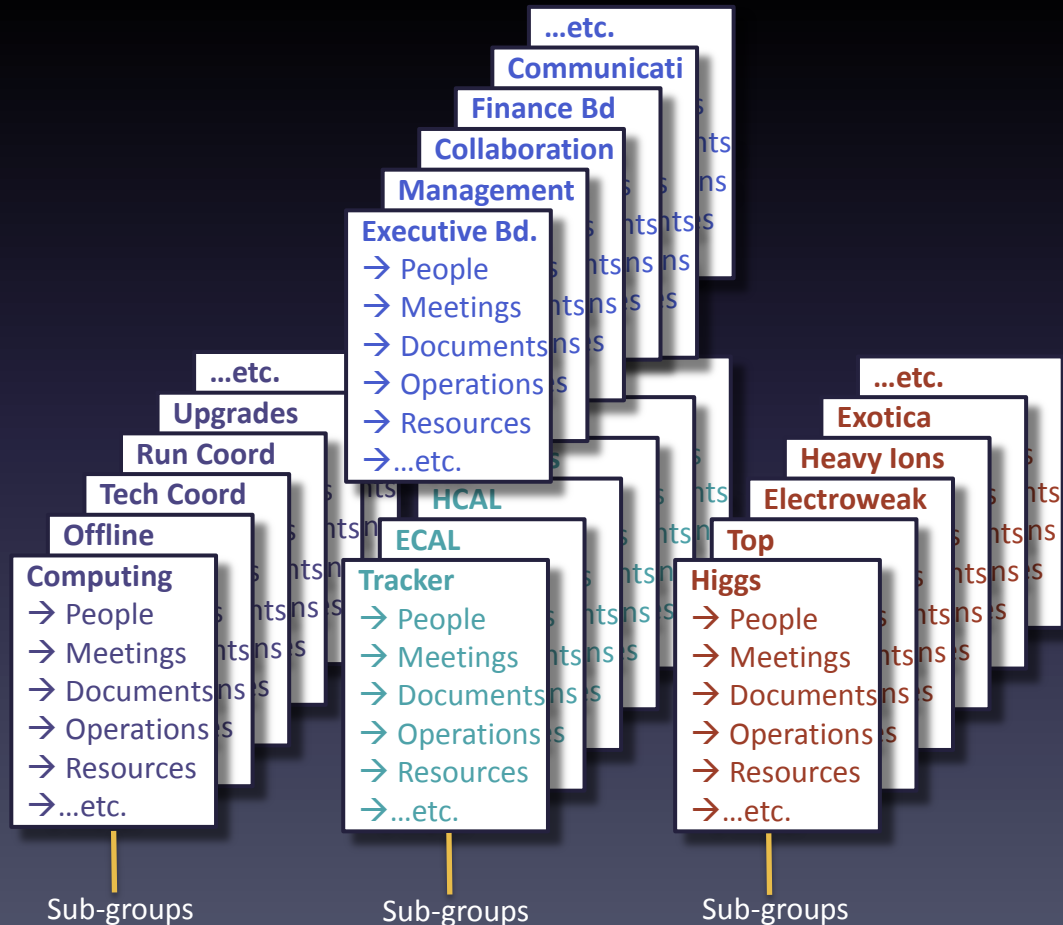 …etc.
Communicati
Finance Bd
Collaboration
Management
Executive Bd.
→ People
→ Meetings
→ Documents
→ Operations
→ Resources
→…etc.
…etc.
Upgrades
Run Coord
Tech Coord
Offline
Computing
→ People
→ Meetings
→ Documents
→ Operations
→ Resources
→…etc.
Sub-groups
HCAL
ECAL
Tracker
→ People
→ Meetings
→ Documents
→ Operations
→ Resources
→…etc.
Sub-groups
…etc.
Exotica
Heavy Ions
Electroweak
Top
Higgs
→ People
→ Meetings
→ Documents
→ Operations
→ Resources
→…etc.
Sub-groups